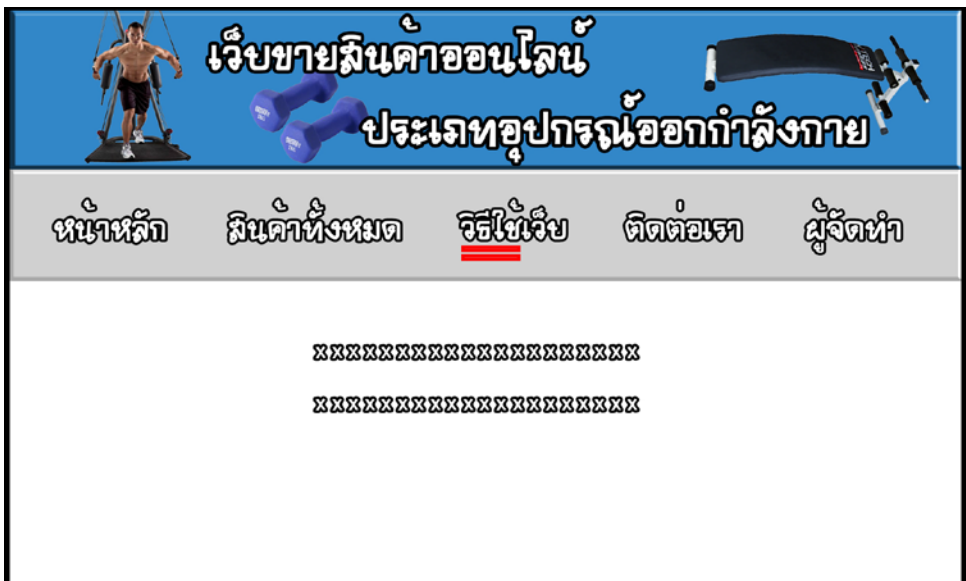 เว็บขายสินค้าออนไลน์
ประเภทอุปกรณ์ออกกำลังกาย
หน้าหลัก สินค้าทั้งหมด วิธีใช้เว็บ ติดต่อเรา ผู้จัดทำ
xxxxxxxxxxxxxxxxxxxx
xxxxxxxxxxxxxxxxxxxx